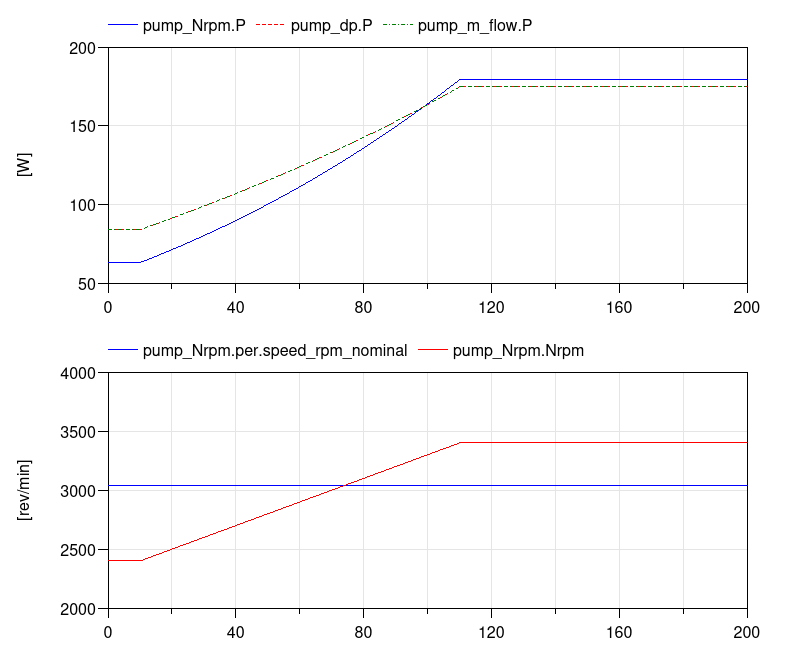 pump_Nrpm.P pump_dp.P pump_m_flow.P
200
150
[W]
100
50
0 40 80 120 160 200
pump_Nrpm.per.speed_rpm_nominal pump_Nrpm.Nrpm
4000
3500
[rev/min]
3000
2500
2000
0 40 80 120 160 200